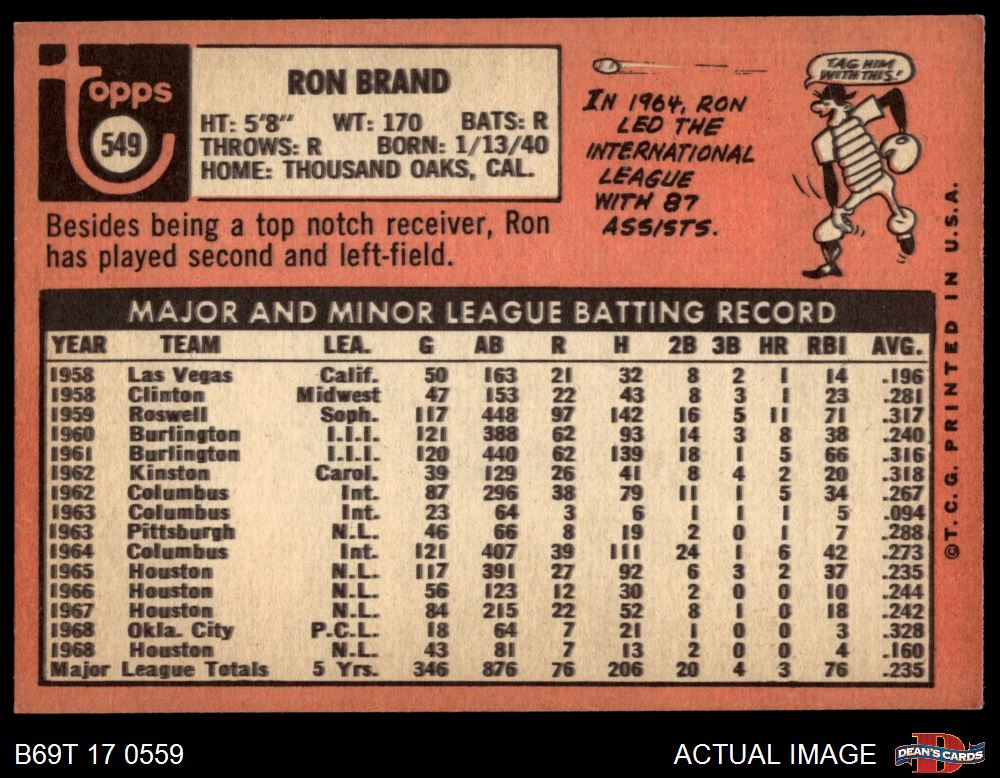 topps
549
RON BRAND
HT: 5'8" WT: 170 BATS: R
THROWS: R BORN: 1/13/40
HOME: THOUSAND OAKS, CAL.
Besides being a top notch receiver, Ron
has played second and left-field.
IN 1964, RON
LED THE
INTERNATIONAL
LEAGUE
WITH 87
ASSISTS.
TAG HIM
WITH THIS!
MAJOR AND MINOR LEAGUE BATTING RECORD
YEAR TEAM LEA. G AB R H 2B 3B HR RBI AVG.
1958 Las Vegas Calif. 50 163 21 32 8 2 1 14 .196
1958 Clinton Midwest 47 153 22 43 8 3 1 23 .281
1959 Roswell Soph. 117 448 97 142 16 5 11 71 .317
1960 Burlington I.I.I. 121 388 62 93 14 3 8 38 .240
1961 Burlington I.I.I. 120 440 62 139 18 1 5 66 .316
1962 Kinston Carol. 39 129 26 41 8 4 2 20 .318
1962 Columbus Int. 87 296 38 79 11 1 5 34 .267
1963 Columbus Int. 23 64 3 6 1 1 1 5 .094
1963 Pittsburgh N.L. 46 66 8 19 2 0 1 7 .288
1964 Columbus Int. 121 407 39 111 24 1 6 42 .273
1965 Houston N.L. 117 391 27 92 6 3 2 37 .235
1966 Houston N.L. 56 123 12 30 2 0 0 10 .244
1967 Houston N.L. 84 215 22 52 8 1 0 18 .242
1968 Okla. City P.C.L. 18 64 7 21 1 0 0 3 .328
1968 Houston N.L. 43 81 7 13 2 0 0 4 .160
Major League Totals 5 Yrs. 346 876 76 206 20 4 3 76 .235
©T.C.G. PRINTED IN U.S.A.
B69T 17 0559
ACTUAL IMAGE
D
DEAN'S CARDS